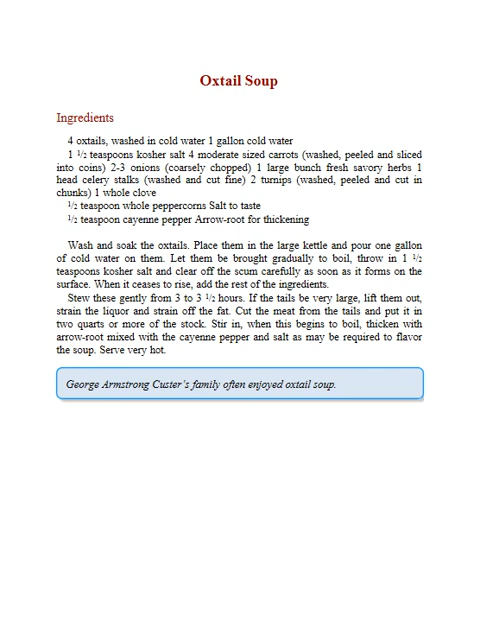 Oxtail Soup
Ingredients
4 oxtails, washed in cold water 1 gallon cold water
1 1/2 teaspoons kosher salt 4 moderate sized carrots (washed, peeled and sliced
into coins) 2-3 onions (coarsely chopped) 1 large bunch fresh savory herbs 1
head celery stalks (washed and cut fine) 2 turnips (washed, peeled and cut in
chunks) 1 whole clove
1/2 teaspoon whole peppercorns Salt to taste
1/2 teaspoon cayenne pepper Arrow-root for thickening
Wash and soak the oxtails. Place them in the large kettle and pour one gallon
of cold water on them. Let them be brought gradually to boil, throw in 1 1/2
teaspoons kosher salt and clear off the scum carefully as soon as it forms on the
surface. When it ceases to rise, add the rest of the ingredients.
Stew these gently from 3 to 3 1/2 hours. If the tails be very large, lift them out,
strain the liquor and strain off the fat. Cut the meat from the tails and put it in
two quarts or more of the stock. Stir in, when this begins to boil, thicken with
arrow-root mixed with the cayenne pepper and salt as may be required to flavor
the soup. Serve very hot.
George Armstrong Custer's family often enjoyed oxtail soup.